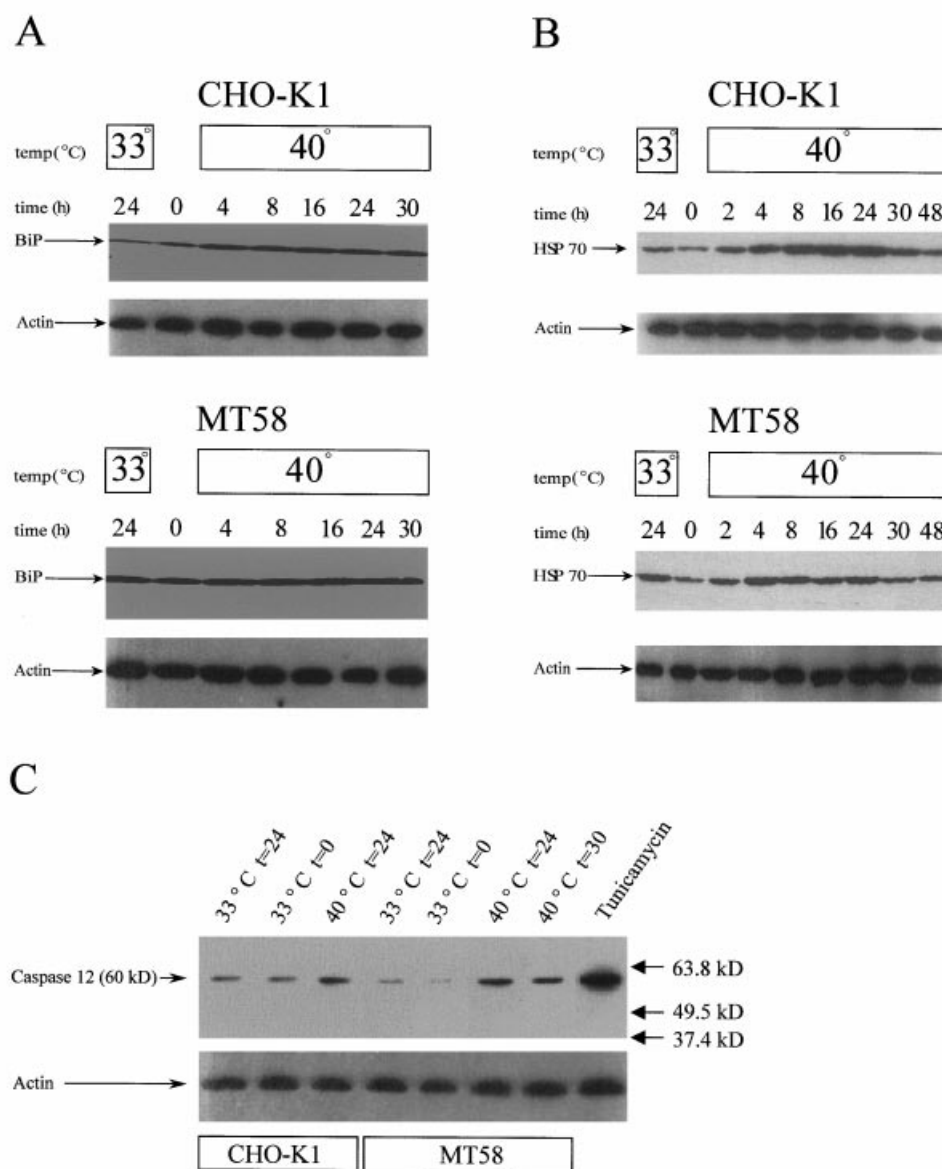 A
CHO-K1
temp(°C) 33° 40°
time (h) 24 0 4 8 16 24 30
BiP
Actin
MT58
temp(°C) 33° 40°
time (h) 24 0 4 8 16 24 30
BiP
Actin
B
CHO-K1
temp(°C) 33° 40°
time (h) 24 0 2 4 8 16 24 30 48
HSP 70
Actin
MT58
temp(°C) 33° 40°
time (h) 24 0 2 4 8 16 24 30 48
HSP 70
Actin
C
33°C t=24
33°C t=0
40°C t=24
33°C t=24
33°C t=0
40°C t=24
40°C t=30
Tunicamycin
Caspase 12 (60 kD)
63.8 kD
49.5 kD
37.4 kD
Actin
CHO-K1 MT58